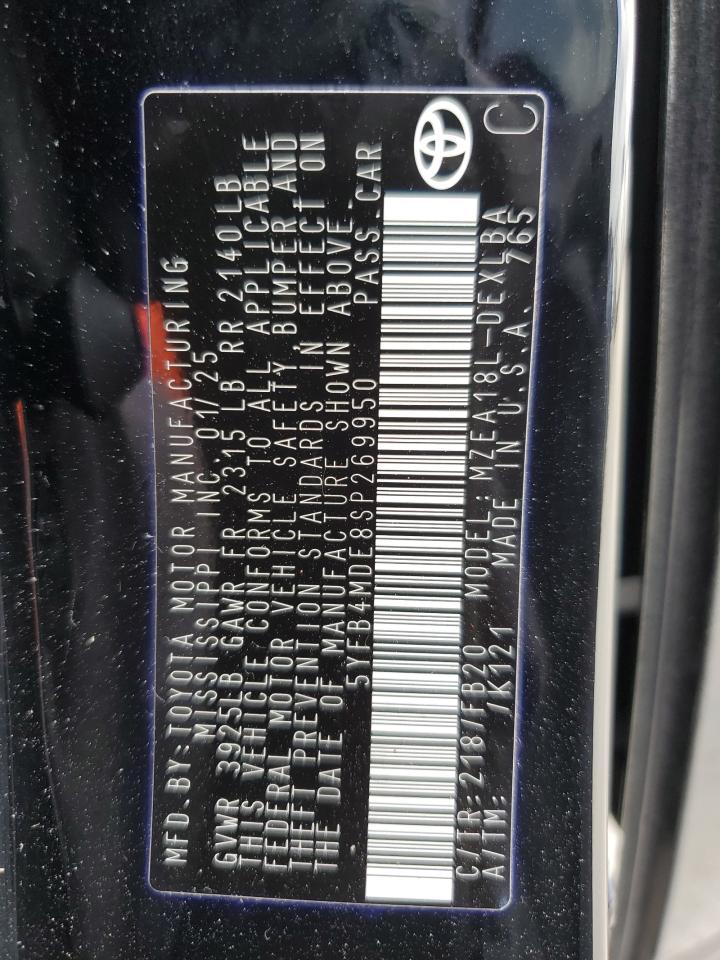 MFD.BY:TOYOTA MOTOR MANUFACTURING
MISSISSIPPI INC.01/25
GVWR 3925LB GAWR FR 2315 LB RR 2140LB
THIS VEHICLE CONFORMS TO ALL APPLICABLE
FEDERAL MOTOR VEHICLE SAFETY BUMPER AND
THEFT PREVENTION STANDARDS IN EFFECT ON
THE DATE OF MANUFACTURE SHOWN ABOVE.
5YFB4MDE8SP269950 PASS.CAR
C/TR:218/FB20 MODEL:MZEA18L-DEXLBA
A/TM: /K121 MADE IN U.S.A. 765
C